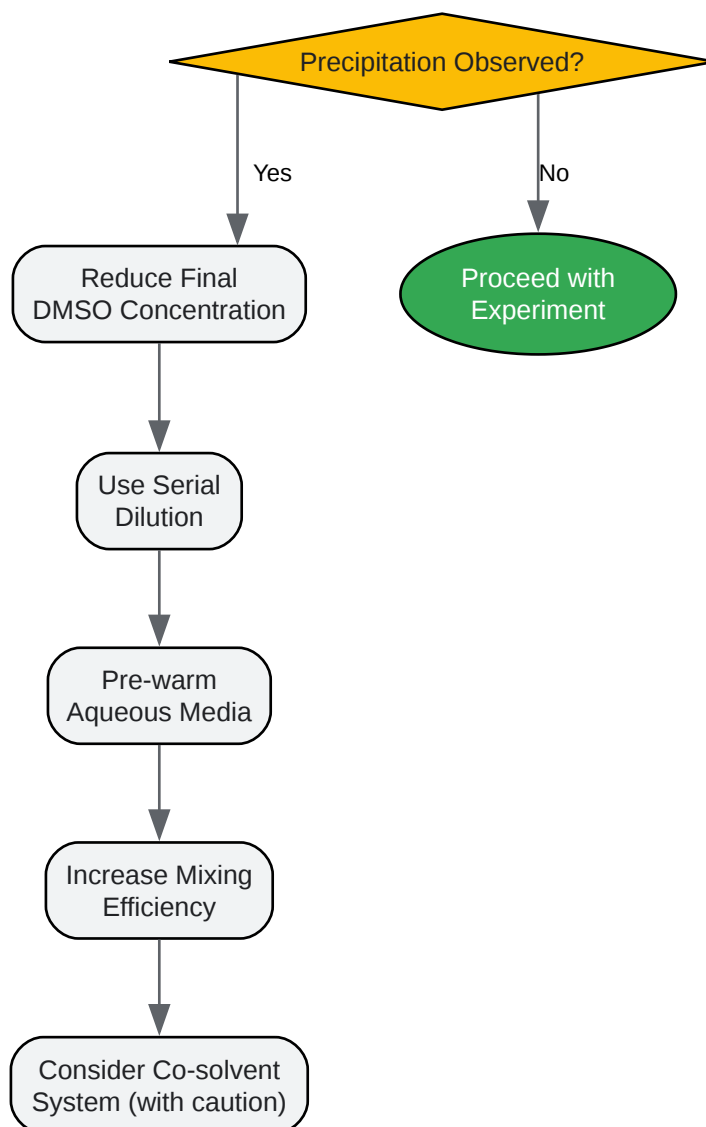 Precipitation Observed?
Yes
No
Reduce Final
DMSO Concentration
Proceed with
Experiment
Use Serial
Dilution
Pre-warm
Aqueous Media
Increase Mixing
Efficiency
Consider Co-solvent
System (with caution)